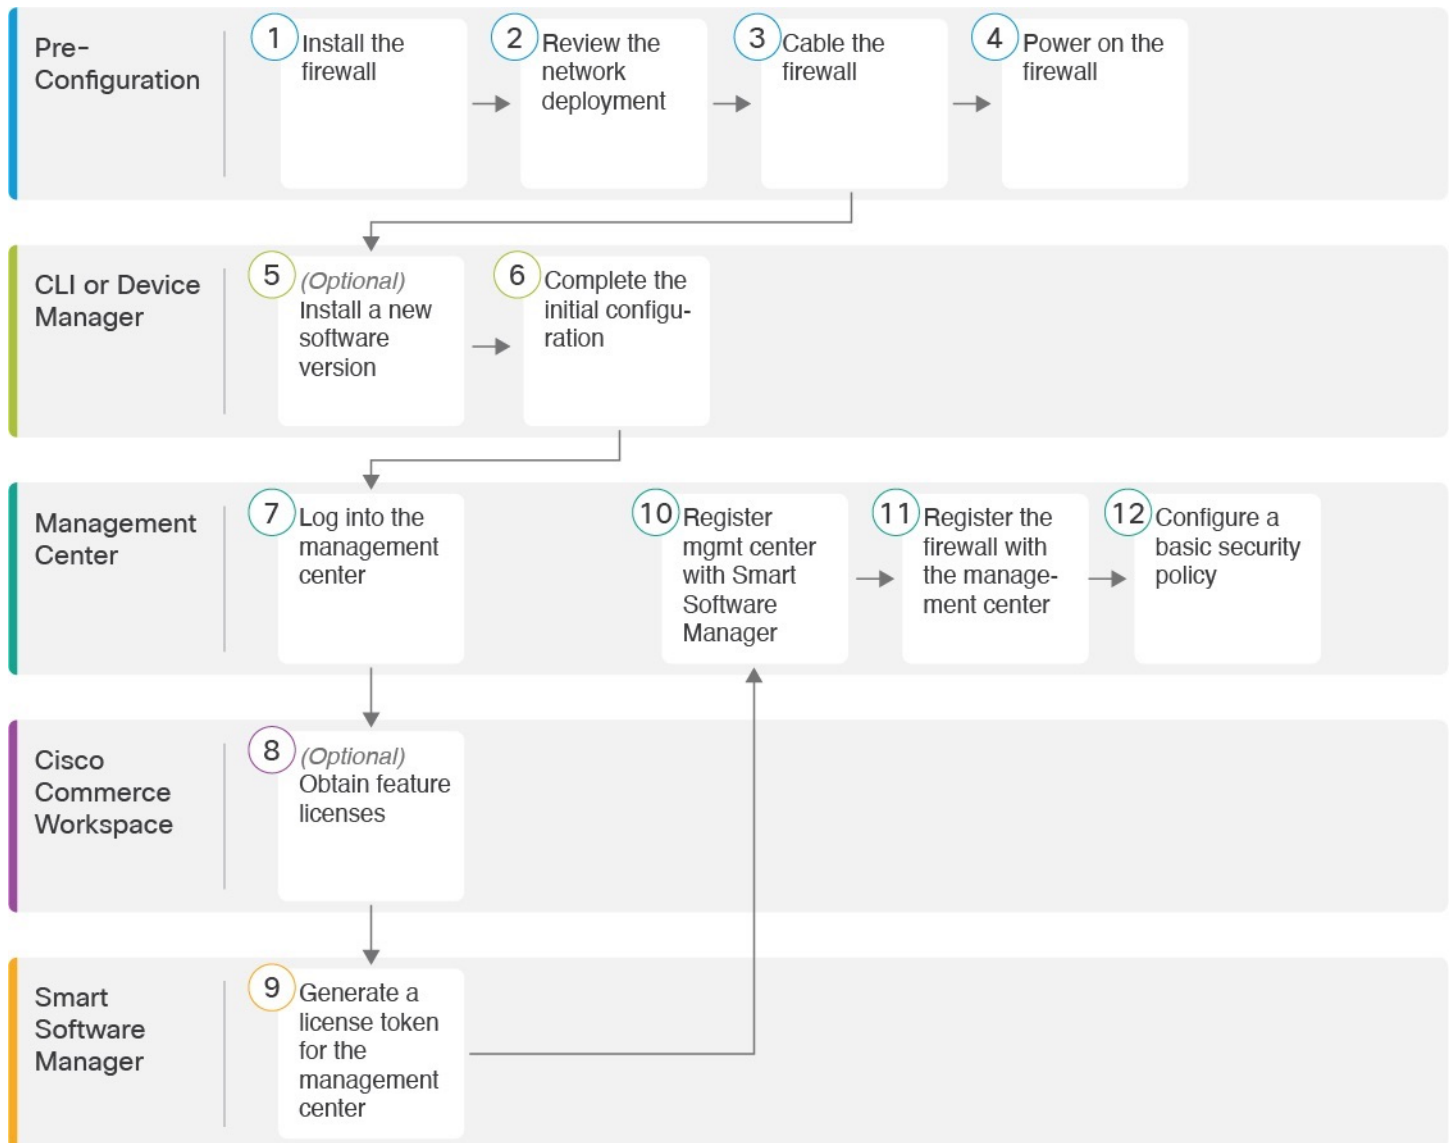 Pre-
Configuration
1
Install the
firewall
2
Review the
network
deployment
3
Cable the
firewall
4
Power on the
firewall
CLI or Device
Manager
5
(Optional)
Install a new
software
version
6
Complete the
initial configu-
ration
Management
Center
7
Log into the
management
center
10
Register
mgmt center
with Smart
Software
Manager
11
Register the
firewall with
the manage-
ment center
12
Configure a
basic security
policy
Cisco
Commerce
Workspace
8
(Optional)
Obtain feature
licenses
Smart
Software
Manager
9
Generate a
license token
for the
management
center